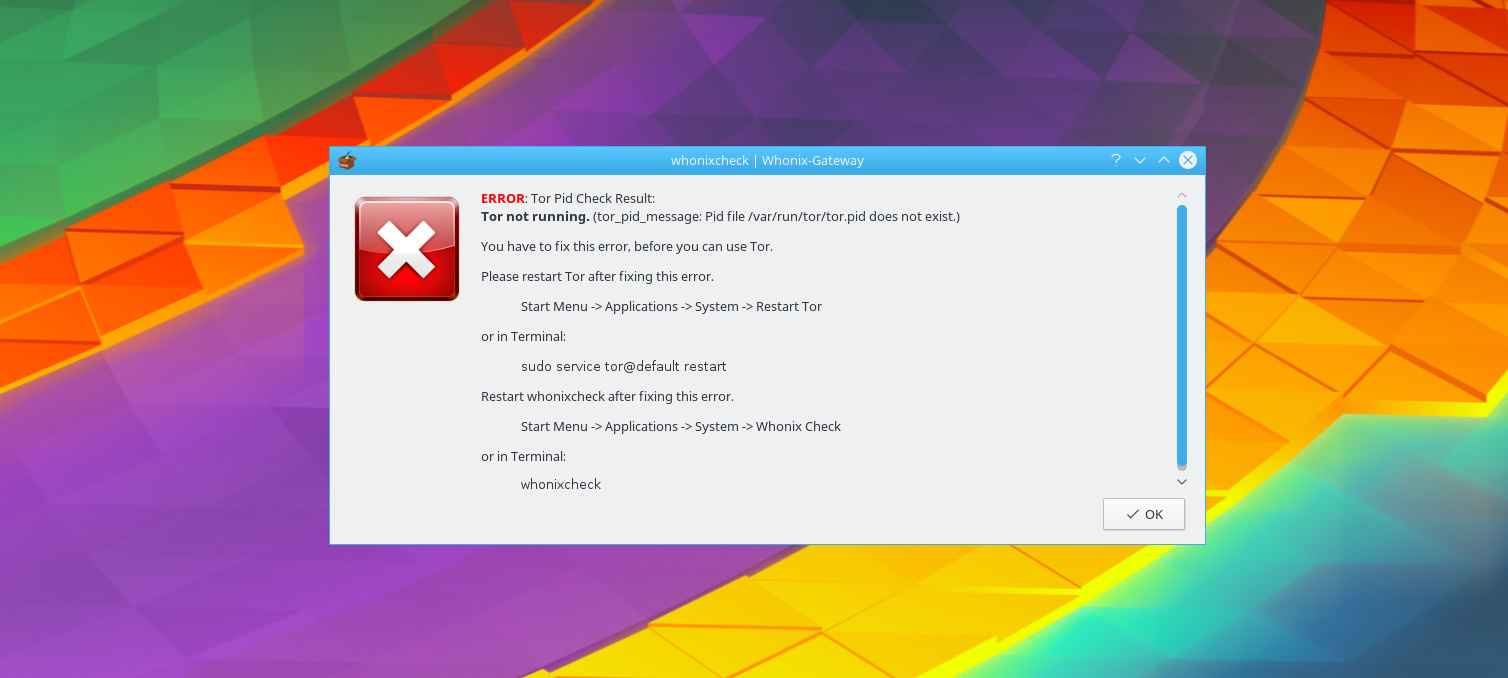 whonixcheck | Whonix-Gateway
ERROR: Tor Pid Check Result:
Tor not running. (tor_pid_message: Pid file /var/run/tor/tor.pid does not exist.)
You have to fix this error, before you can use Tor.
Please restart Tor after fixing this error.
Start Menu -> Applications -> System -> Restart Tor
or in Terminal:
sudo service tor@default restart
Restart whonixcheck after fixing this error.
Start Menu -> Applications -> System -> Whonix Check
or in Terminal:
whonixcheck
OK